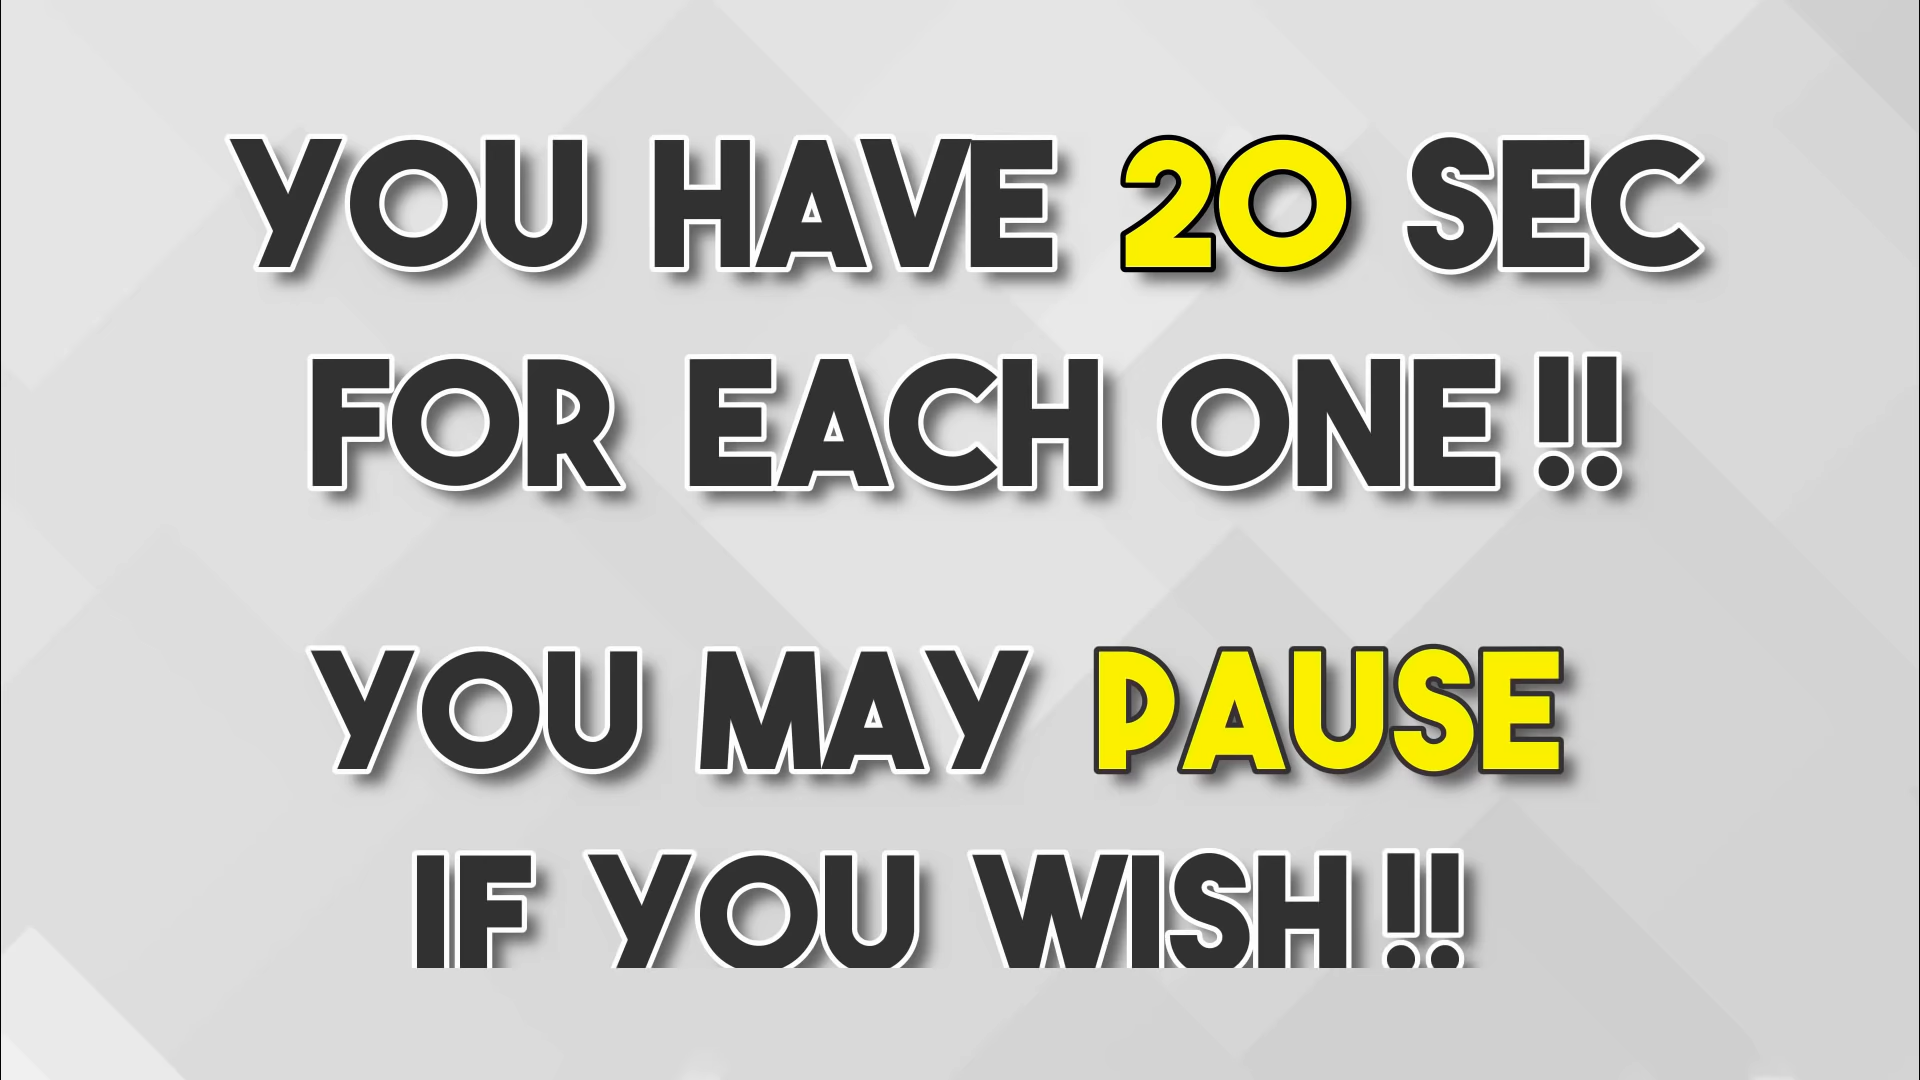 YOU HAVE 20 SEC
FOR EACH ONE !!
YOU MAY PAUSE
IF YOU WISH !!